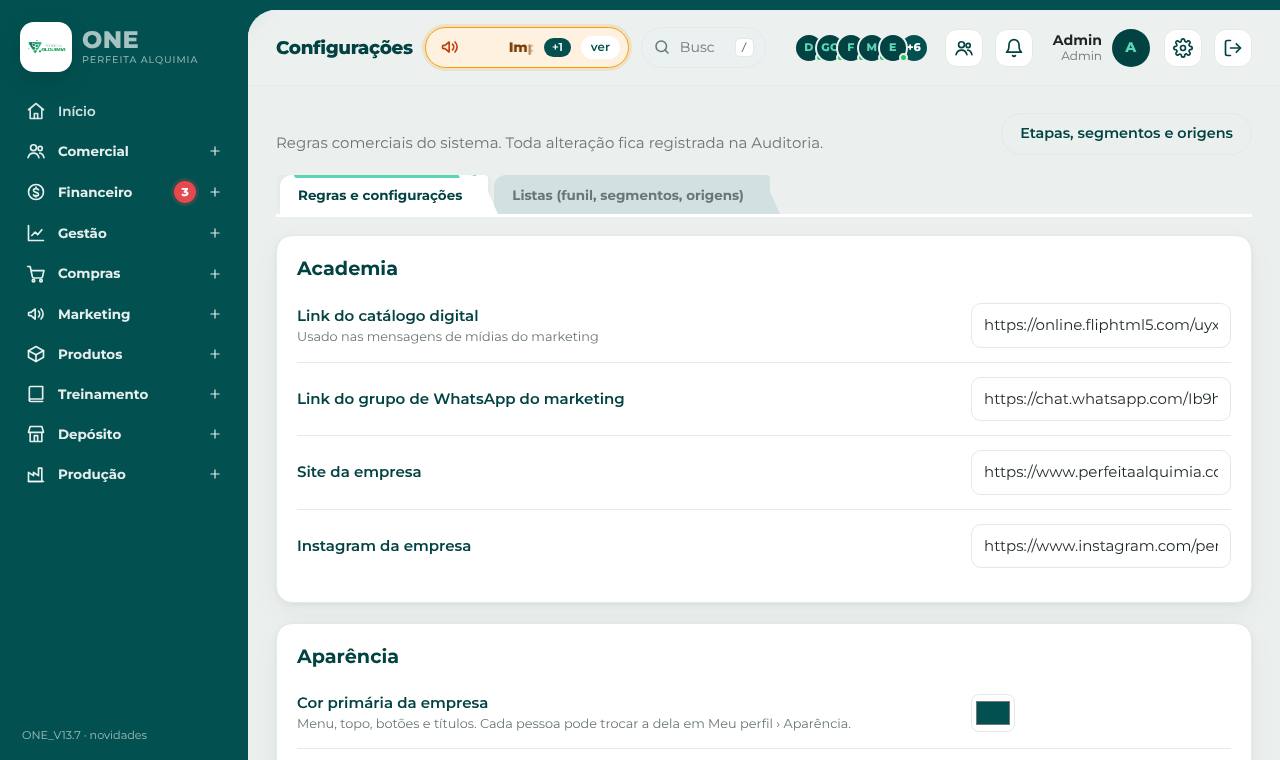 ONE
PERFEITA ALQUIMIA
Início
Comercial
Financeiro 3
Gestão
Compras
Marketing
Produtos
Treinamento
Depósito
Produção
ONE_V13.7 · novidades
Configurações
+1 ver
Busc /
D GC F M E +6
Admin
Admin
A
Regras comerciais do sistema. Toda alteração fica registrada na Auditoria.
Etapas, segmentos e origens
Regras e configurações
Listas (funil, segmentos, origens)
Academia
Link do catálogo digital
Usado nas mensagens de mídias do marketing
https://online.fliphtml5.com/uyx
Link do grupo de WhatsApp do marketing
https://chat.whatsapp.com/Ib9h
Site da empresa
https://www.perfeitaalquimia.co
Instagram da empresa
https://www.instagram.com/per
Aparência
Cor primária da empresa
Menu, topo, botões e títulos. Cada pessoa pode trocar a dela em Meu perfil › Aparência.